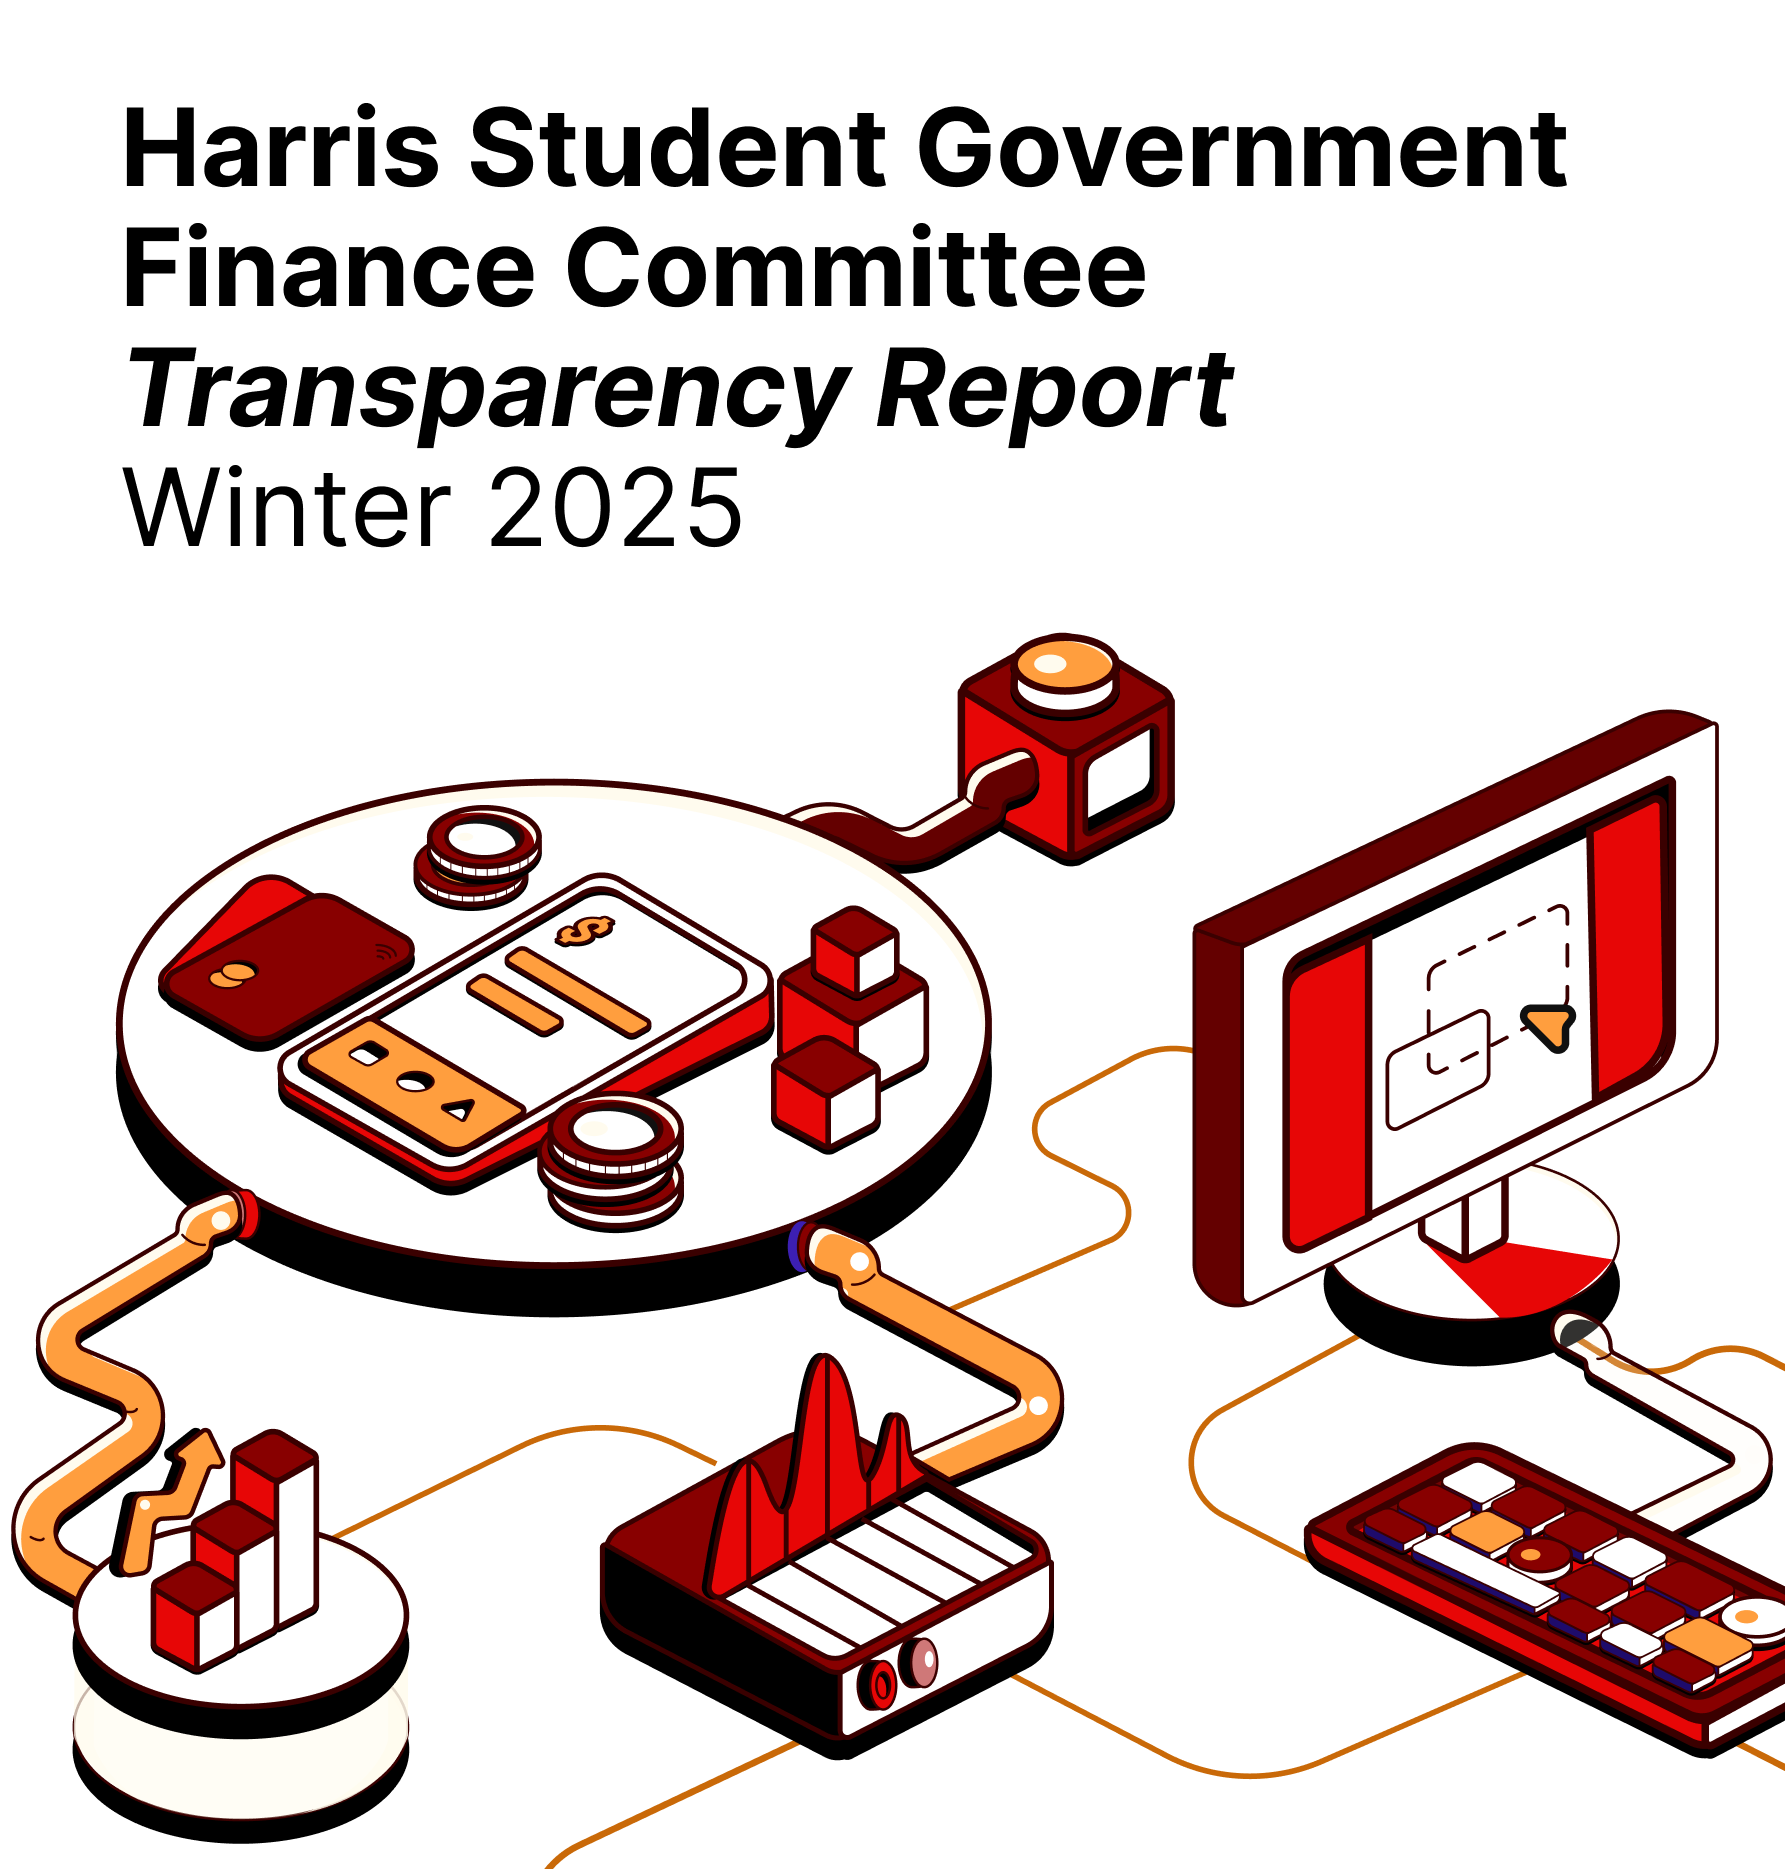 Harris Student Government
Finance Committee
Transparency Report
Winter 2025
$